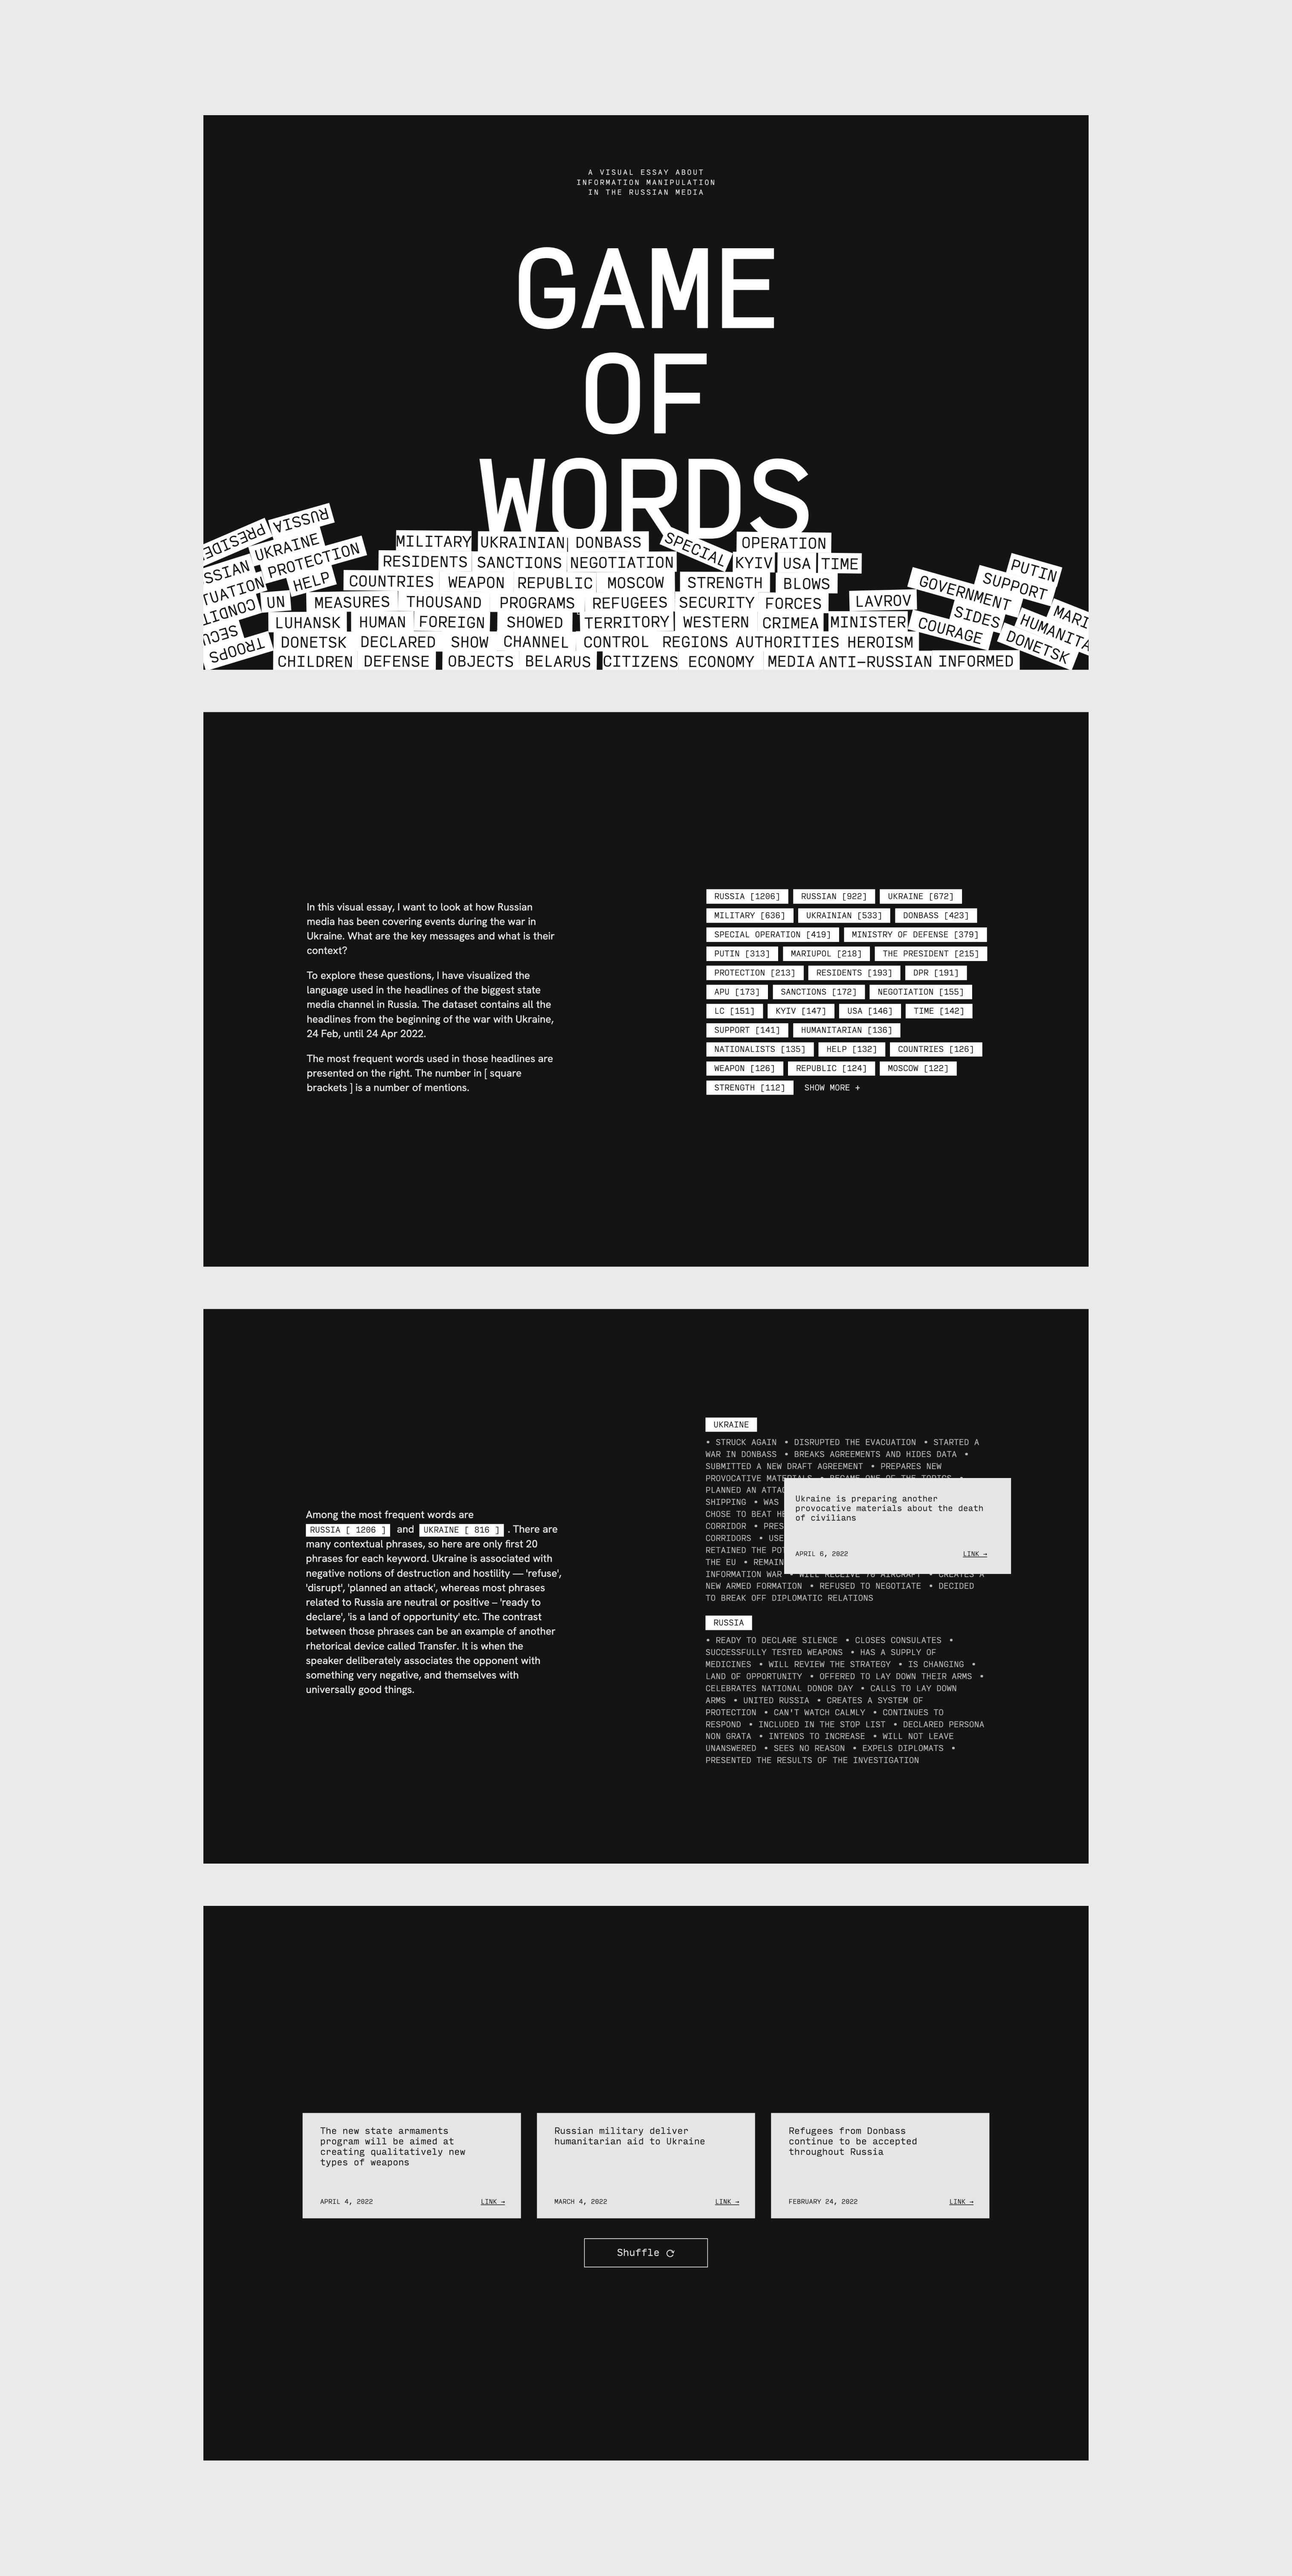 A VISUAL ESSAY ABOUT
INFORMATION MANIPULATION
IN THE RUSSIAN MEDIA
GAME
OF
WORDS
RUSSIA
UKRAINE
PROTECTION
HELP
UN
TROOPS
MILITARY UKRAINIAN DONBASS SPECIAL OPERATION
RESIDENTS SANCTIONS NEGOTIATION KYIV USA TIME
COUNTRIES WEAPON REPUBLIC MOSCOW STRENGTH BLOWS
MEASURES THOUSAND PROGRAMS REFUGEES SECURITY FORCES LAVROV
LUHANSK HUMAN FOREIGN SHOWED TERRITORY WESTERN CRIMEA MINISTER
DONETSK DECLARED SHOW CHANNEL CONTROL REGIONS AUTHORITIES HEROISM
CHILDREN DEFENSE OBJECTS BELARUS CITIZENS ECONOMY MEDIA ANTI-RUSSIAN INFORMED
PUTIN
SUPPORT
GOVERNMENT
SIDES
COURAGE
DONETSK
In this visual essay, I want to look at how Russian
media has been covering events during the war in
Ukraine. What are the key messages and what is their
context?
To explore these questions, I have visualized the
language used in the headlines of the biggest state
media channel in Russia. The dataset contains all the
headlines from the beginning of the war with Ukraine,
24 Feb, until 24 Apr 2022.
The most frequent words used in those headlines are
presented on the right. The number in [ square
brackets ] is a number of mentions.
RUSSIA [1206] RUSSIAN [922] UKRAINE [672]
MILITARY [636] UKRAINIAN [533] DONBASS [423]
SPECIAL OPERATION [419] MINISTRY OF DEFENSE [379]
PUTIN [313] MARIUPOL [218] THE PRESIDENT [215]
PROTECTION [213] RESIDENTS [193] DPR [191]
APU [173] SANCTIONS [172] NEGOTIATION [155]
LC [151] KYIV [147] USA [146] TIME [142]
SUPPORT [141] HUMANITARIAN [136]
NATIONALISTS [135] HELP [132] COUNTRIES [126]
WEAPON [126] REPUBLIC [124] MOSCOW [122]
STRENGTH [112] SHOW MORE +
Among the most frequent words are
RUSSIA [ 1206 ] and UKRAINE [ 816 ] . There are
many contextual phrases, so here are only first 20
phrases for each keyword. Ukraine is associated with
negative notions of destruction and hostility — 'refuse',
'disrupt', 'planned an attack', whereas most phrases
related to Russia are neutral or positive – 'ready to
declare', 'is a land of opportunity' etc. The contrast
between those phrases can be an example of another
rhetorical device called Transfer. It is when the
speaker deliberately associates the opponent with
something very negative, and themselves with
universally good things.
UKRAINE
• STRUCK AGAIN • DISRUPTED THE EVACUATION • STARTED A
WAR IN DONBASS • BREAKS AGREEMENTS AND HIDES DATA •
SUBMITTED A NEW DRAFT AGREEMENT • PREPARES NEW
PROVOCATIVE MATERIALS • BECAME ONE OF THE TOPICS •
PLANNED AN
SHIPPING • WAS
CHOSE TO BEAT
CORRIDOR •
CORRIDORS •
RETAINED THE
THE EU •
INFORMATION WAR • WILL RECEIVE 70 AIRCRAFT • CREATES A
NEW ARMED FORMATION • REFUSED TO NEGOTIATE • DECIDED
TO BREAK OFF DIPLOMATIC RELATIONS
Ukraine is preparing another
provocative materials about the death
of civilians
APRIL 6, 2022 LINK →
RUSSIA
• READY TO DECLARE SILENCE • CLOSES CONSULATES •
SUCCESSFULLY TESTED WEAPONS • HAS A SUPPLY OF
MEDICINES • WILL REVIEW THE STRATEGY • IS CHANGING •
LAND OF OPPORTUNITY • OFFERED TO LAY DOWN THEIR ARMS •
CELEBRATES NATIONAL DONOR DAY • CALLS TO LAY DOWN
ARMS • UNITED RUSSIA • CREATES A SYSTEM OF
PROTECTION • CAN'T WATCH CALMLY • CONTINUES TO
RESPOND • INCLUDED IN THE STOP LIST • DECLARED PERSONA
NON GRATA • INTENDS TO INCREASE • WILL NOT LEAVE
UNANSWERED • SEES NO REASON • EXPELS DIPLOMATS •
PRESENTED THE RESULTS OF THE INVESTIGATION
The new state armaments
program will be aimed at
creating qualitatively new
types of weapons
APRIL 4, 2022 LINK →
Russian military deliver
humanitarian aid to Ukraine
MARCH 4, 2022 LINK →
Refugees from Donbass
continue to be accepted
throughout Russia
FEBRUARY 24, 2022 LINK →
Shuffle